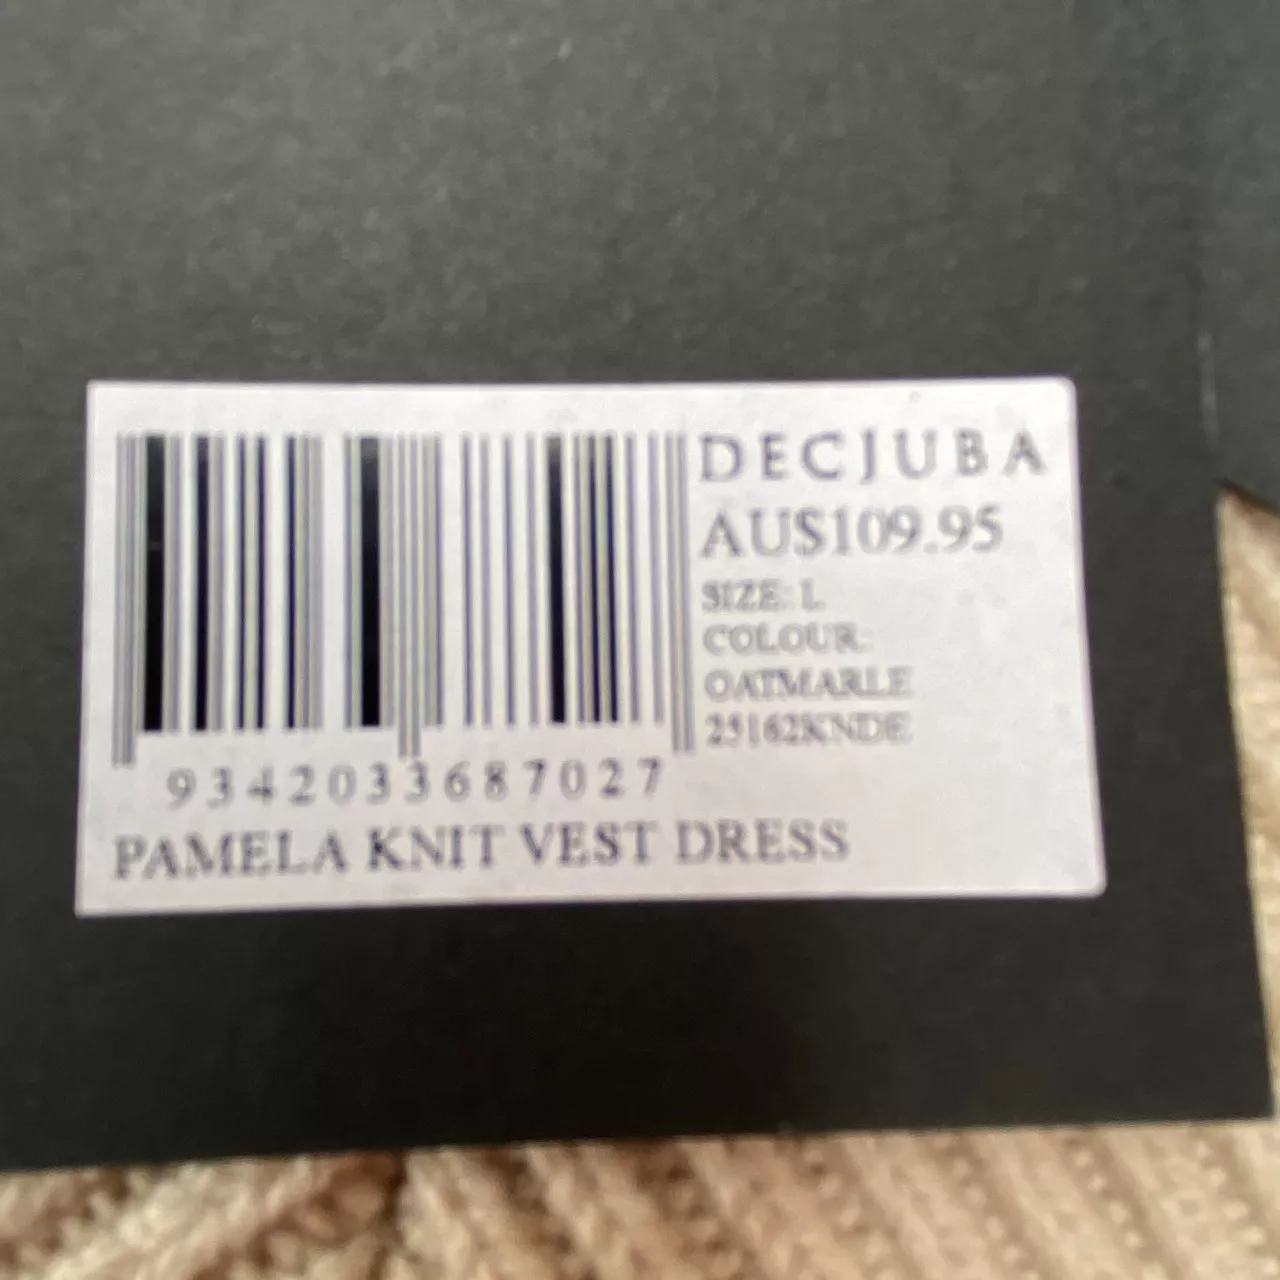 DECJUBA
AU$109.95
SIZE: L
COLOUR:
OATMARLE
25162KNDE
9342033687027
PAMELA KNIT VEST DRESS